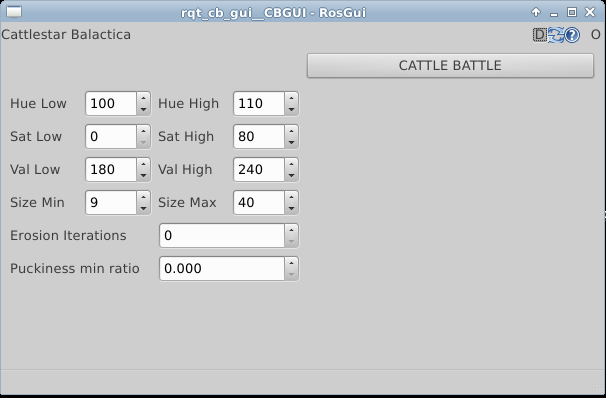 rqt_cb_gui__CBGUI - RosGui
Cattlestar Balactica D ? O
CATTLE BATTLE
Hue Low 100 Hue High 110
Sat Low 0 Sat High 80
Val Low 180 Val High 240
Size Min 9 Size Max 40
Erosion Iterations 0
Puckiness min ratio 0.000